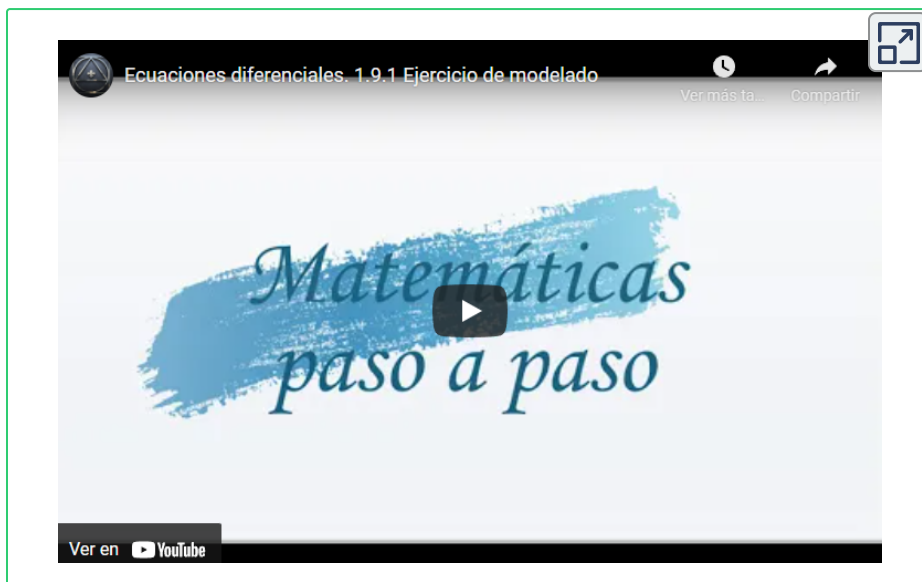 Ecuaciones diferenciales. 1.9.1 Ejercicio de modelado
Ver más ta...
Compartir
Matemáticas
paso a paso
Ver en YouTube